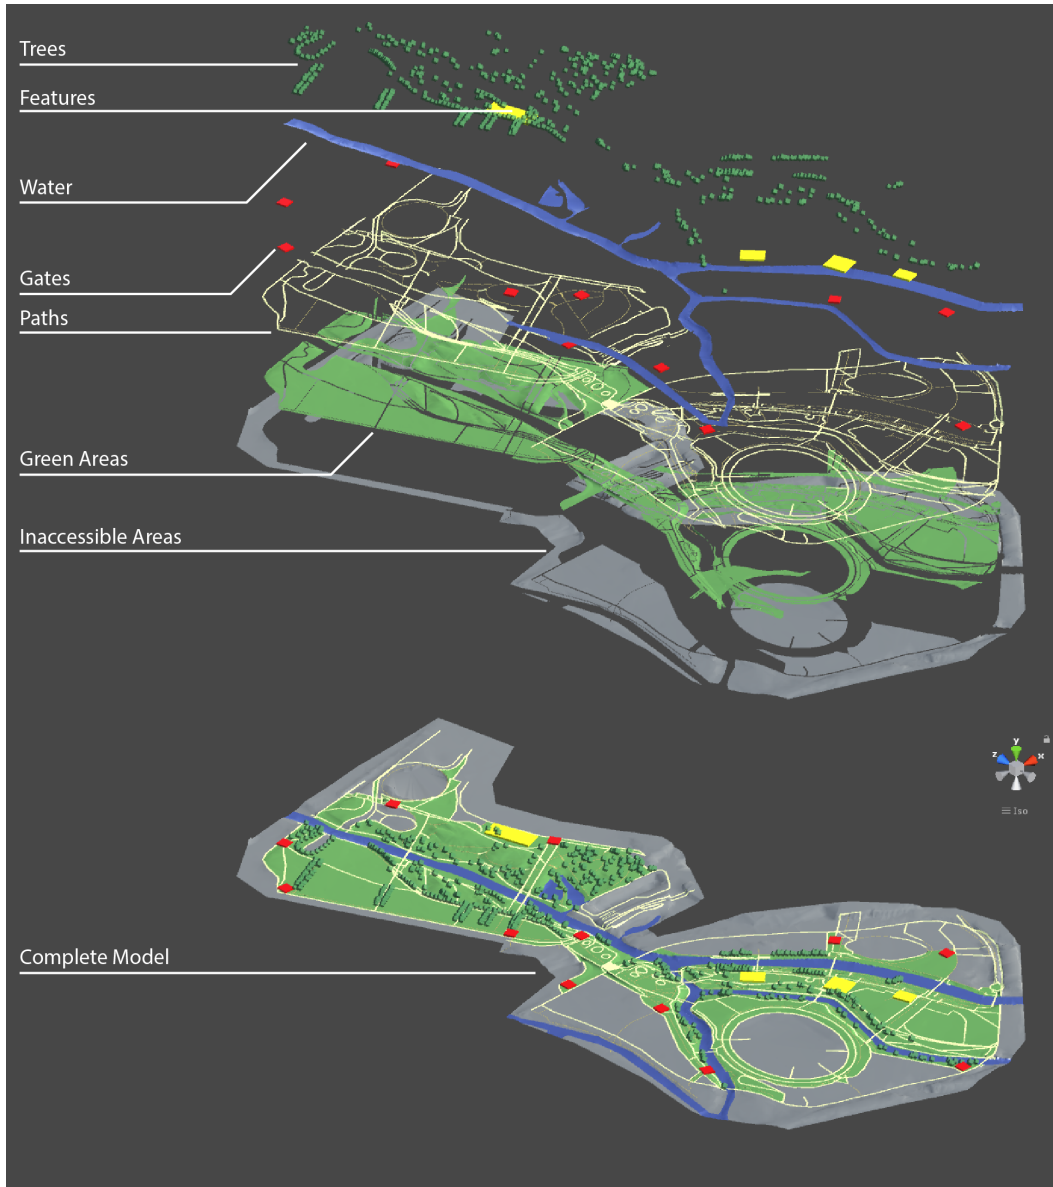 Trees
Features
Water
Gates
Paths
Green Areas
Inaccessible Areas
y
z
x
Iso
Complete Model